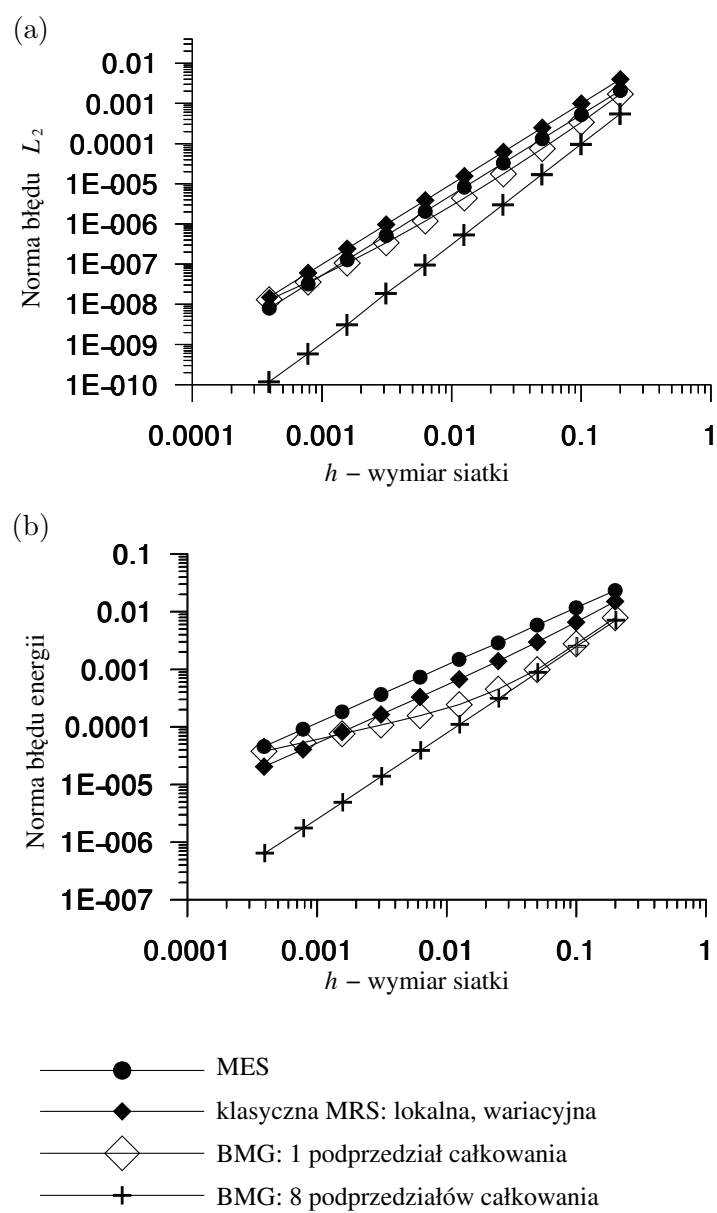 (a)
0.01
0.001
0.0001
1E-005
1E-006
1E-007
1E-008
1E-009
1E-010
Norma błędu L2
0.0001 0.001 0.01 0.1 1
h – wymiar siatki
(b)
0.1
0.01
0.001
0.0001
1E-005
1E-006
1E-007
Norma błędu energii
0.0001 0.001 0.01 0.1 1
h – wymiar siatki
MES
klasyczna MRS: lokalna, wariacyjna
BMG: 1 podprzedział całkowania
BMG: 8 podprzedziałów całkowania